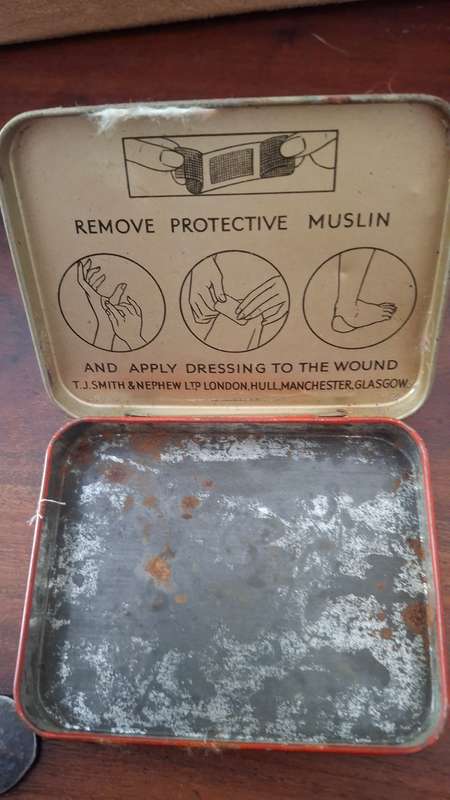 REMOVE PROTECTIVE MUSLIN
AND APPLY DRESSING TO THE WOUND
T.J.SMITH & NEPHEW LTD LONDON,HULL,MANCHESTER,GLASGOW.